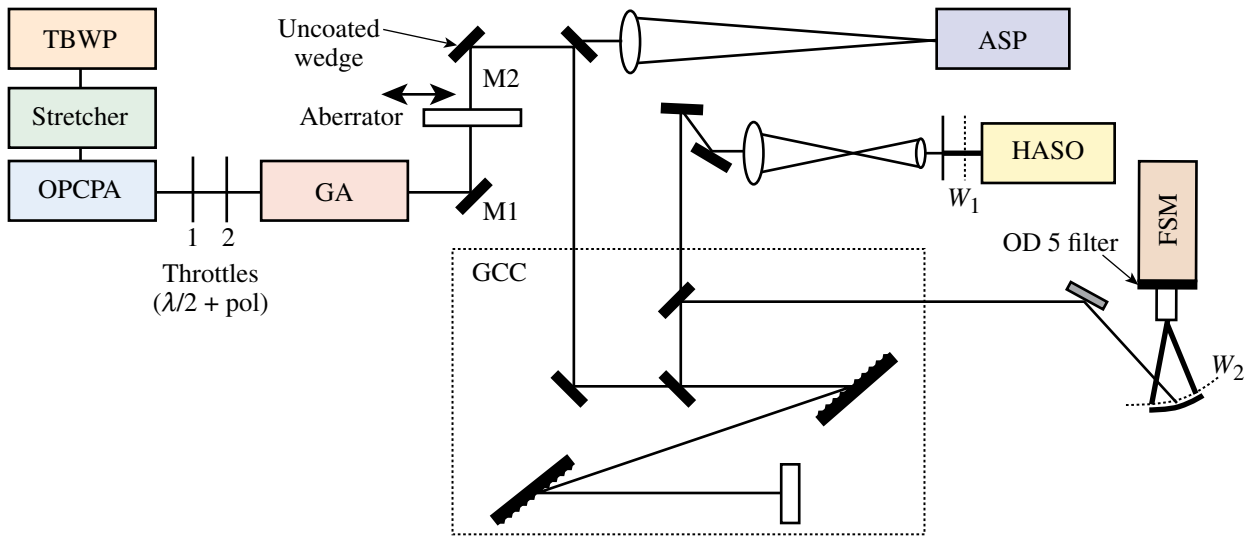 TBWP
Stretcher
OPCPA
1
2
Throttles
(λ/2 + pol)
GA
M1
M2
Aberrator
Uncoated
wedge
ASP
HASO
W1
GCC
OD 5 filter
FSM
W2